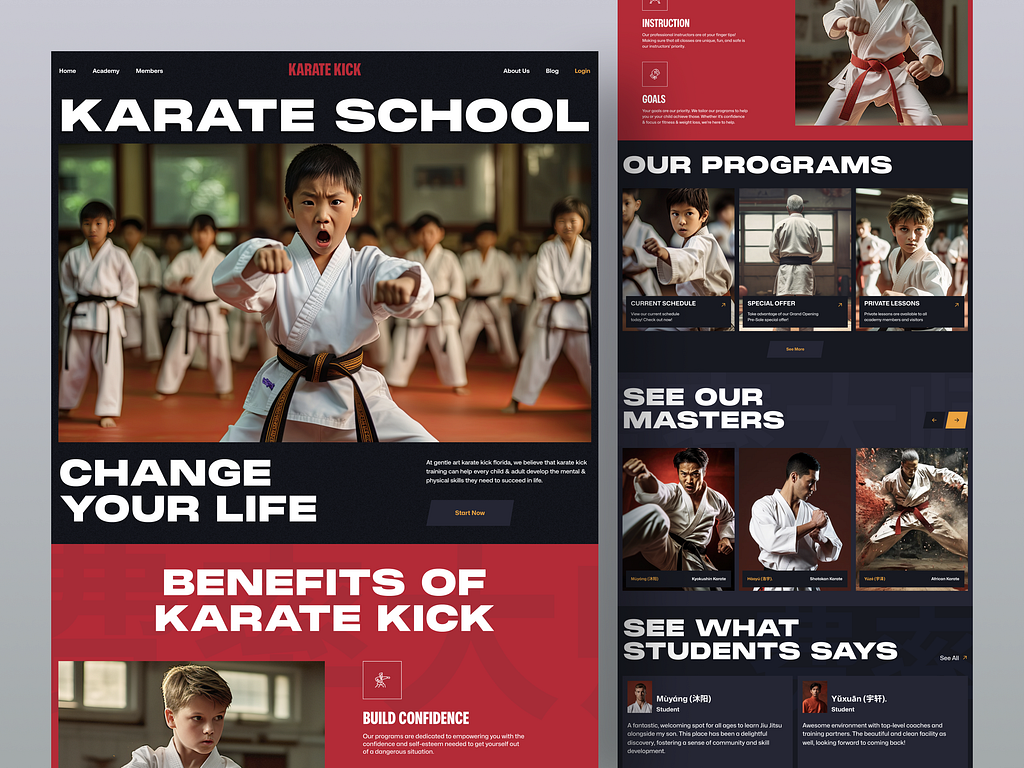 Home Academy Members KARATE KICK About Us Blog Login
KARATE SCHOOL
CHANGE
YOUR LIFE
At gentle art karate kick florida, we believe that karate kick
training can help every child & adult develop the mental &
physical skills they need to succeed in life.
Start Now
BENEFITS OF
KARATE KICK
BUILD CONFIDENCE
Our programs are dedicated to empowering you with the
confidence and self-esteem needed to get yourself out
of a dangerous situation.
INSTRUCTION
Our professional instructors are at your finger tips!
Making sure that all classes are unique, fun, and safe is
our instructors' priority.
GOALS
Your goals are our priority. We tailor our programs to help
you or your child achieve those. Whether it's confidence
& focus or fitness & weight loss, we're here to help.
OUR PROGRAMS
CURRENT SCHEDULE
View our current schedule
today! Check out now!
SPECIAL OFFER
Take advantage of our Grand Opening
Pre-Sale special offer!
PRIVATE LESSONS
Private lessons are available to all
academy members and visitors
See More
SEE OUR
MASTERS
Mùyáng (沐阳) Kyokushin Karate
Hàoyú (浩宇). Shotokan Karate
Yǔzé (宇泽) African Karate
SEE WHAT
STUDENTS SAYS
See All
Mùyáng (沐阳)
Student
A fantastic, welcoming spot for all ages to learn Jiu Jitsu
alongside my son. This place has been a delightful
discovery, fostering a sense of community and skill
development.
Yǔxuān (宇轩).
Student
Awesome environment with top-level coaches and
training partners. The beautiful and clean facility as
well, looking forward to coming back!